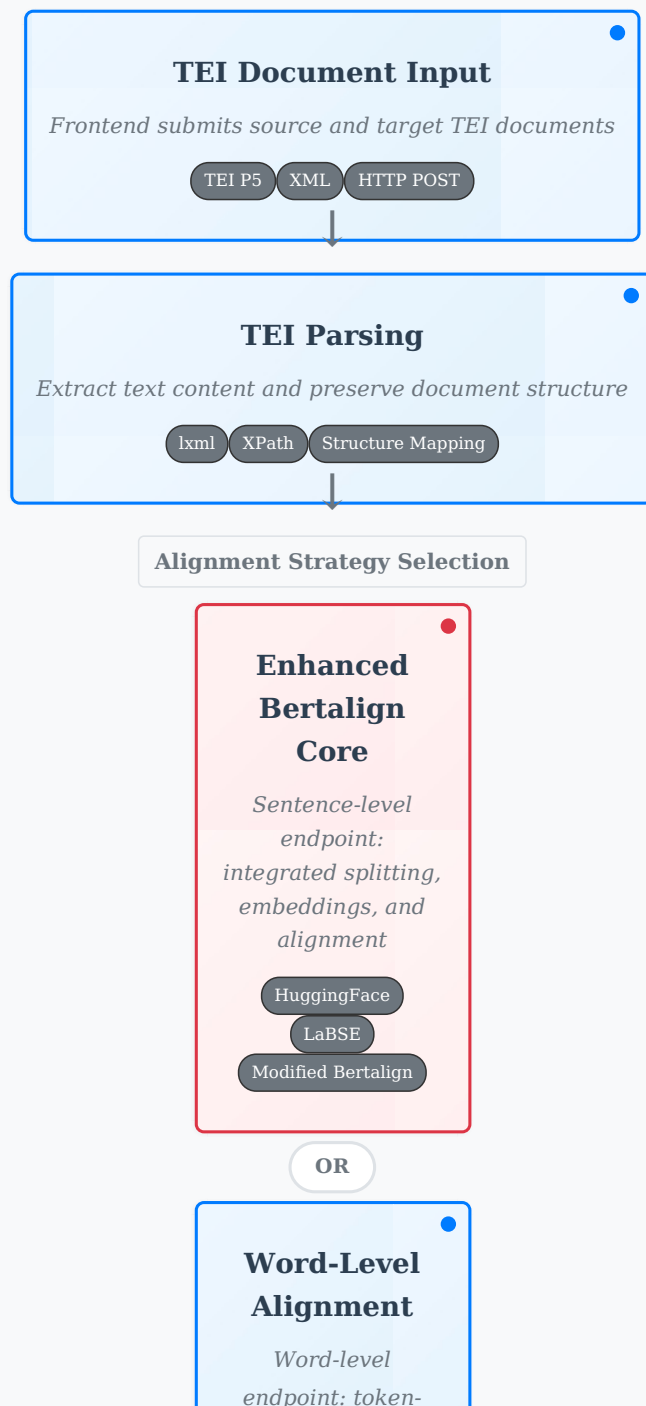 TEI Document Input
Frontend submits source and target TEI documents
TEI P5 XML HTTP POST
↓
TEI Parsing
Extract text content and preserve document structure
lxml XPath Structure Mapping
↓
Alignment Strategy Selection
Enhanced
Bertalign
Core
Sentence-level
endpoint:
integrated splitting,
embeddings, and
alignment
HuggingFace
LaBSE
Modified Bertalign
OR
Word-Level
Alignment
Word-level
endpoint: token-